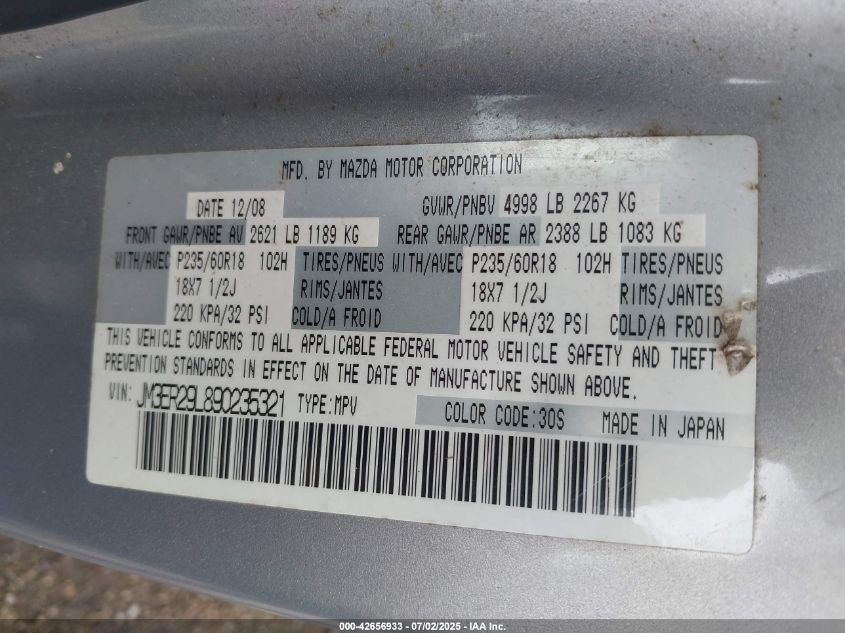 MFD. BY MAZDA MOTOR CORPORATION
DATE 12/08 GVWR/PNBV 4998 LB 2267 KG
FRONT GAWR/PNBE AV 2621 LB 1189 KG REAR GAWR/PNBE AR 2388 LB 1083 KG
WITH/AVEC P235/60R18 102H TIRES/PNEUS WITH/AVEC P235/60R18 102H TIRES/PNEUS
18X7 1/2J RIMS/JANTES 18X7 1/2J RIMS/JANTES
220 KPA/32 PSI COLD/A FROID 220 KPA/32 PSI COLD/A FROID
THIS VEHICLE CONFORMS TO ALL APPLICABLE FEDERAL MOTOR VEHICLE SAFETY AND THEFT
PREVENTION STANDARDS IN EFFECT ON THE DATE OF MANUFACTURE SHOWN ABOVE.
VIN: JM3ER29L890235321 TYPE:MPV COLOR CODE:30S MADE IN JAPAN
000-42656933 - 07/02/2025 - IAA Inc.